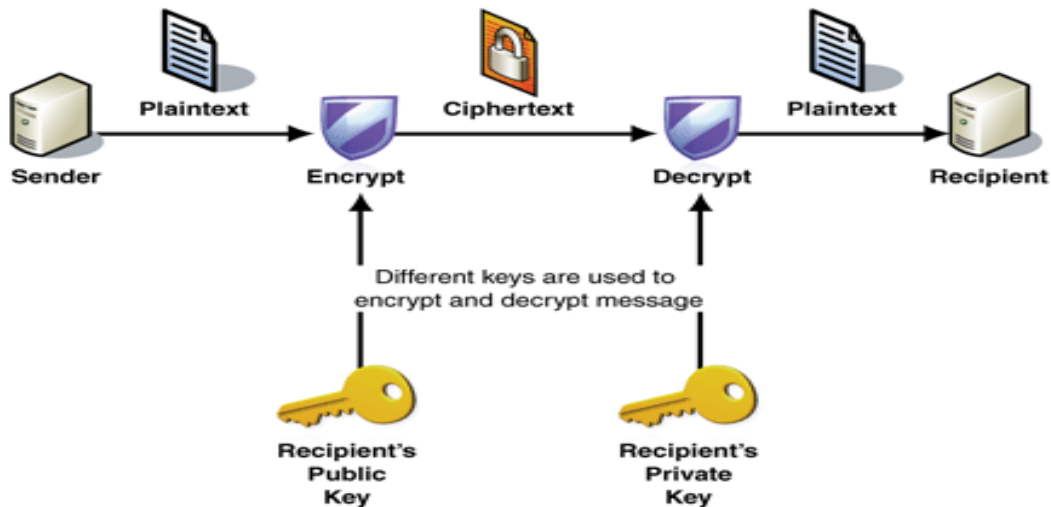 Plaintext
Ciphertext
Plaintext
Sender
Encrypt
Decrypt
Recipient
Different keys are used to
encrypt and decrypt message
Recipient's
Public
Key
Recipient's
Private
Key